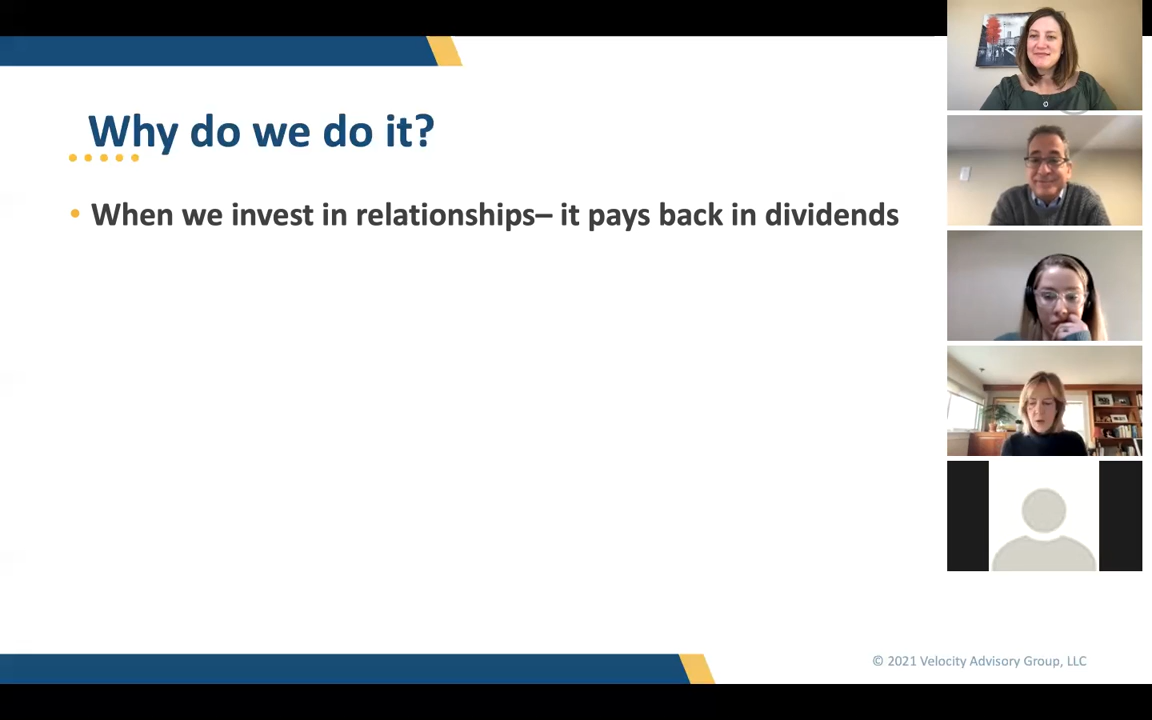 Why do we do it?
• When we invest in relationships– it pays back in dividends
© 2021 Velocity Advisory Group, LLC